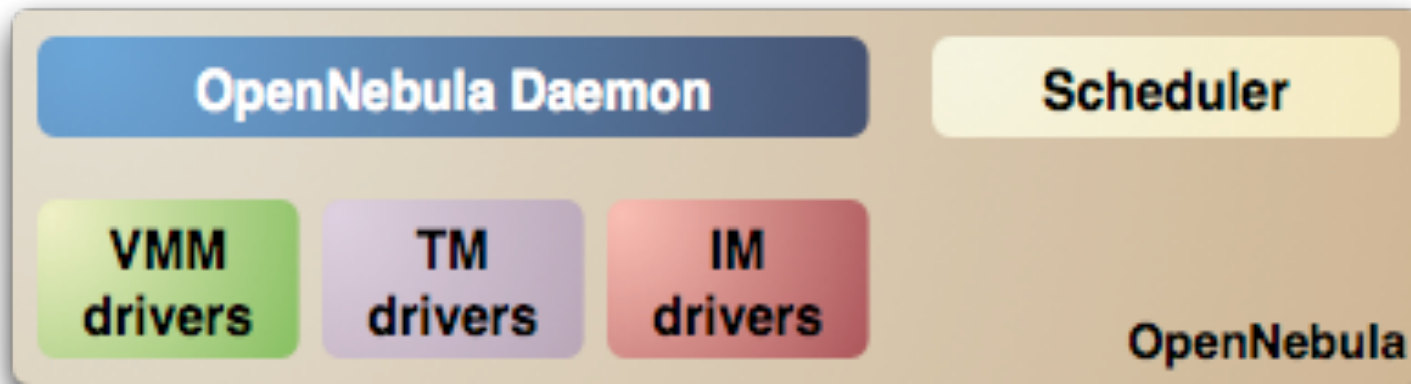 OpenNebula Daemon
Scheduler
VMM
drivers
TM
drivers
IM
drivers
OpenNebula